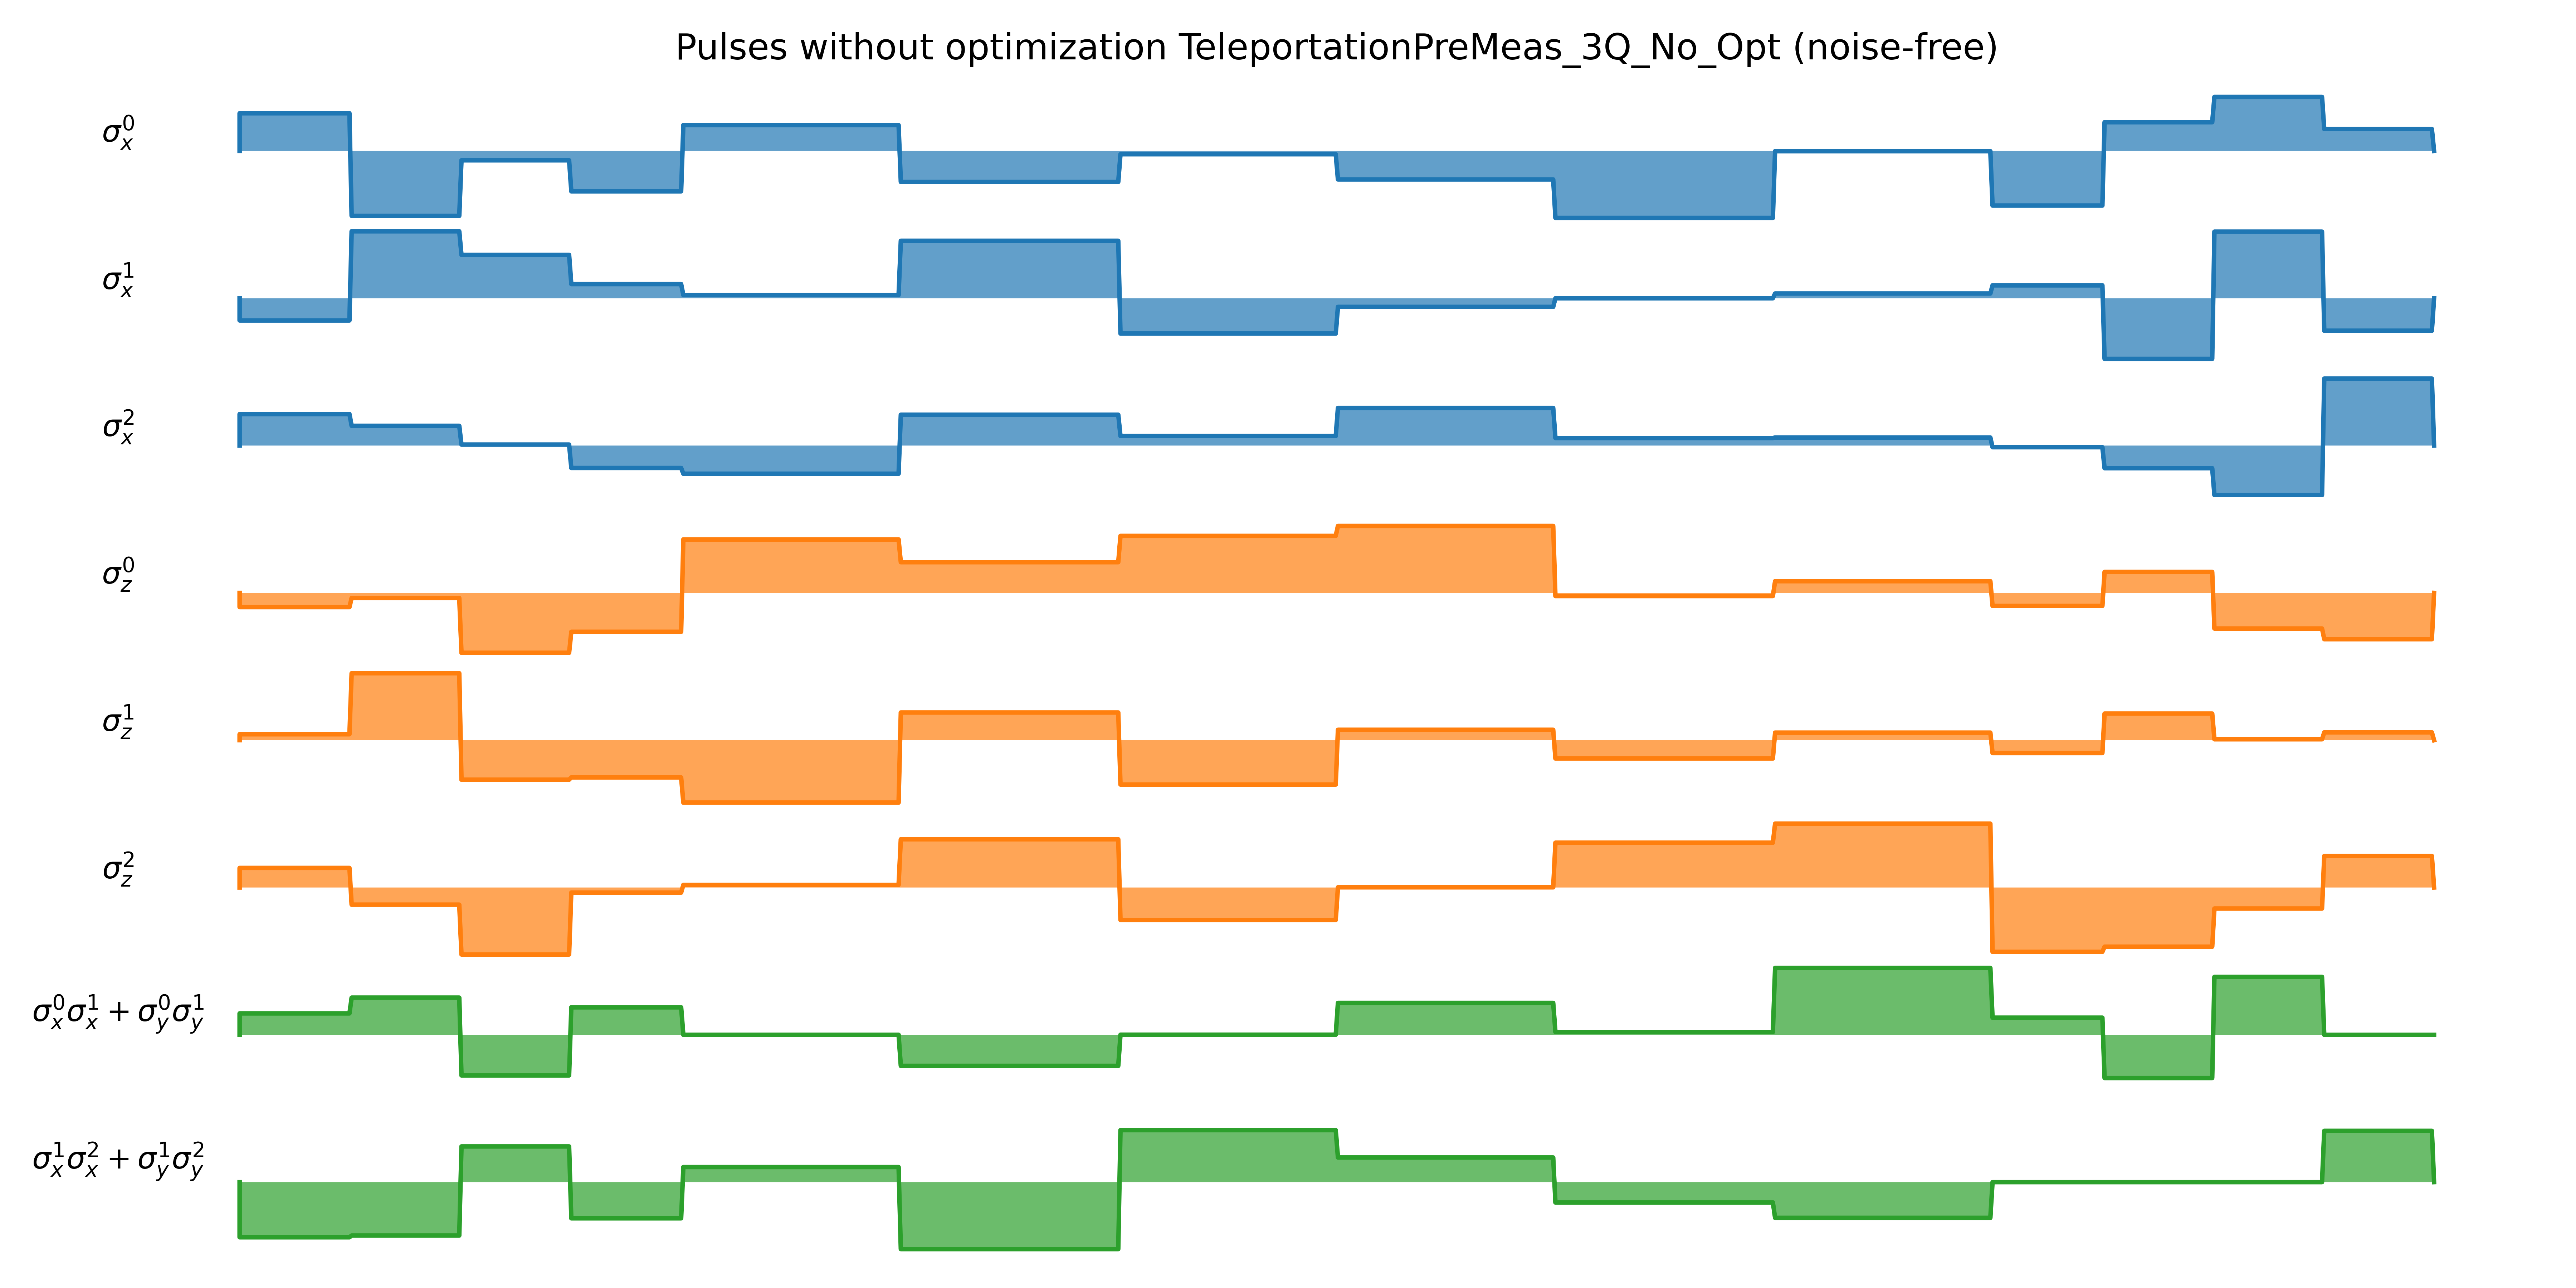 Pulses without optimization TeleportationPreMeas_3Q_No_Opt (noise-free)
σ_x^0
σ_x^1
σ_x^2
σ_z^0
σ_z^1
σ_z^2
σ_x^0σ_x^1 + σ_y^0σ_y^1
σ_x^1σ_x^2 + σ_y^1σ_y^2